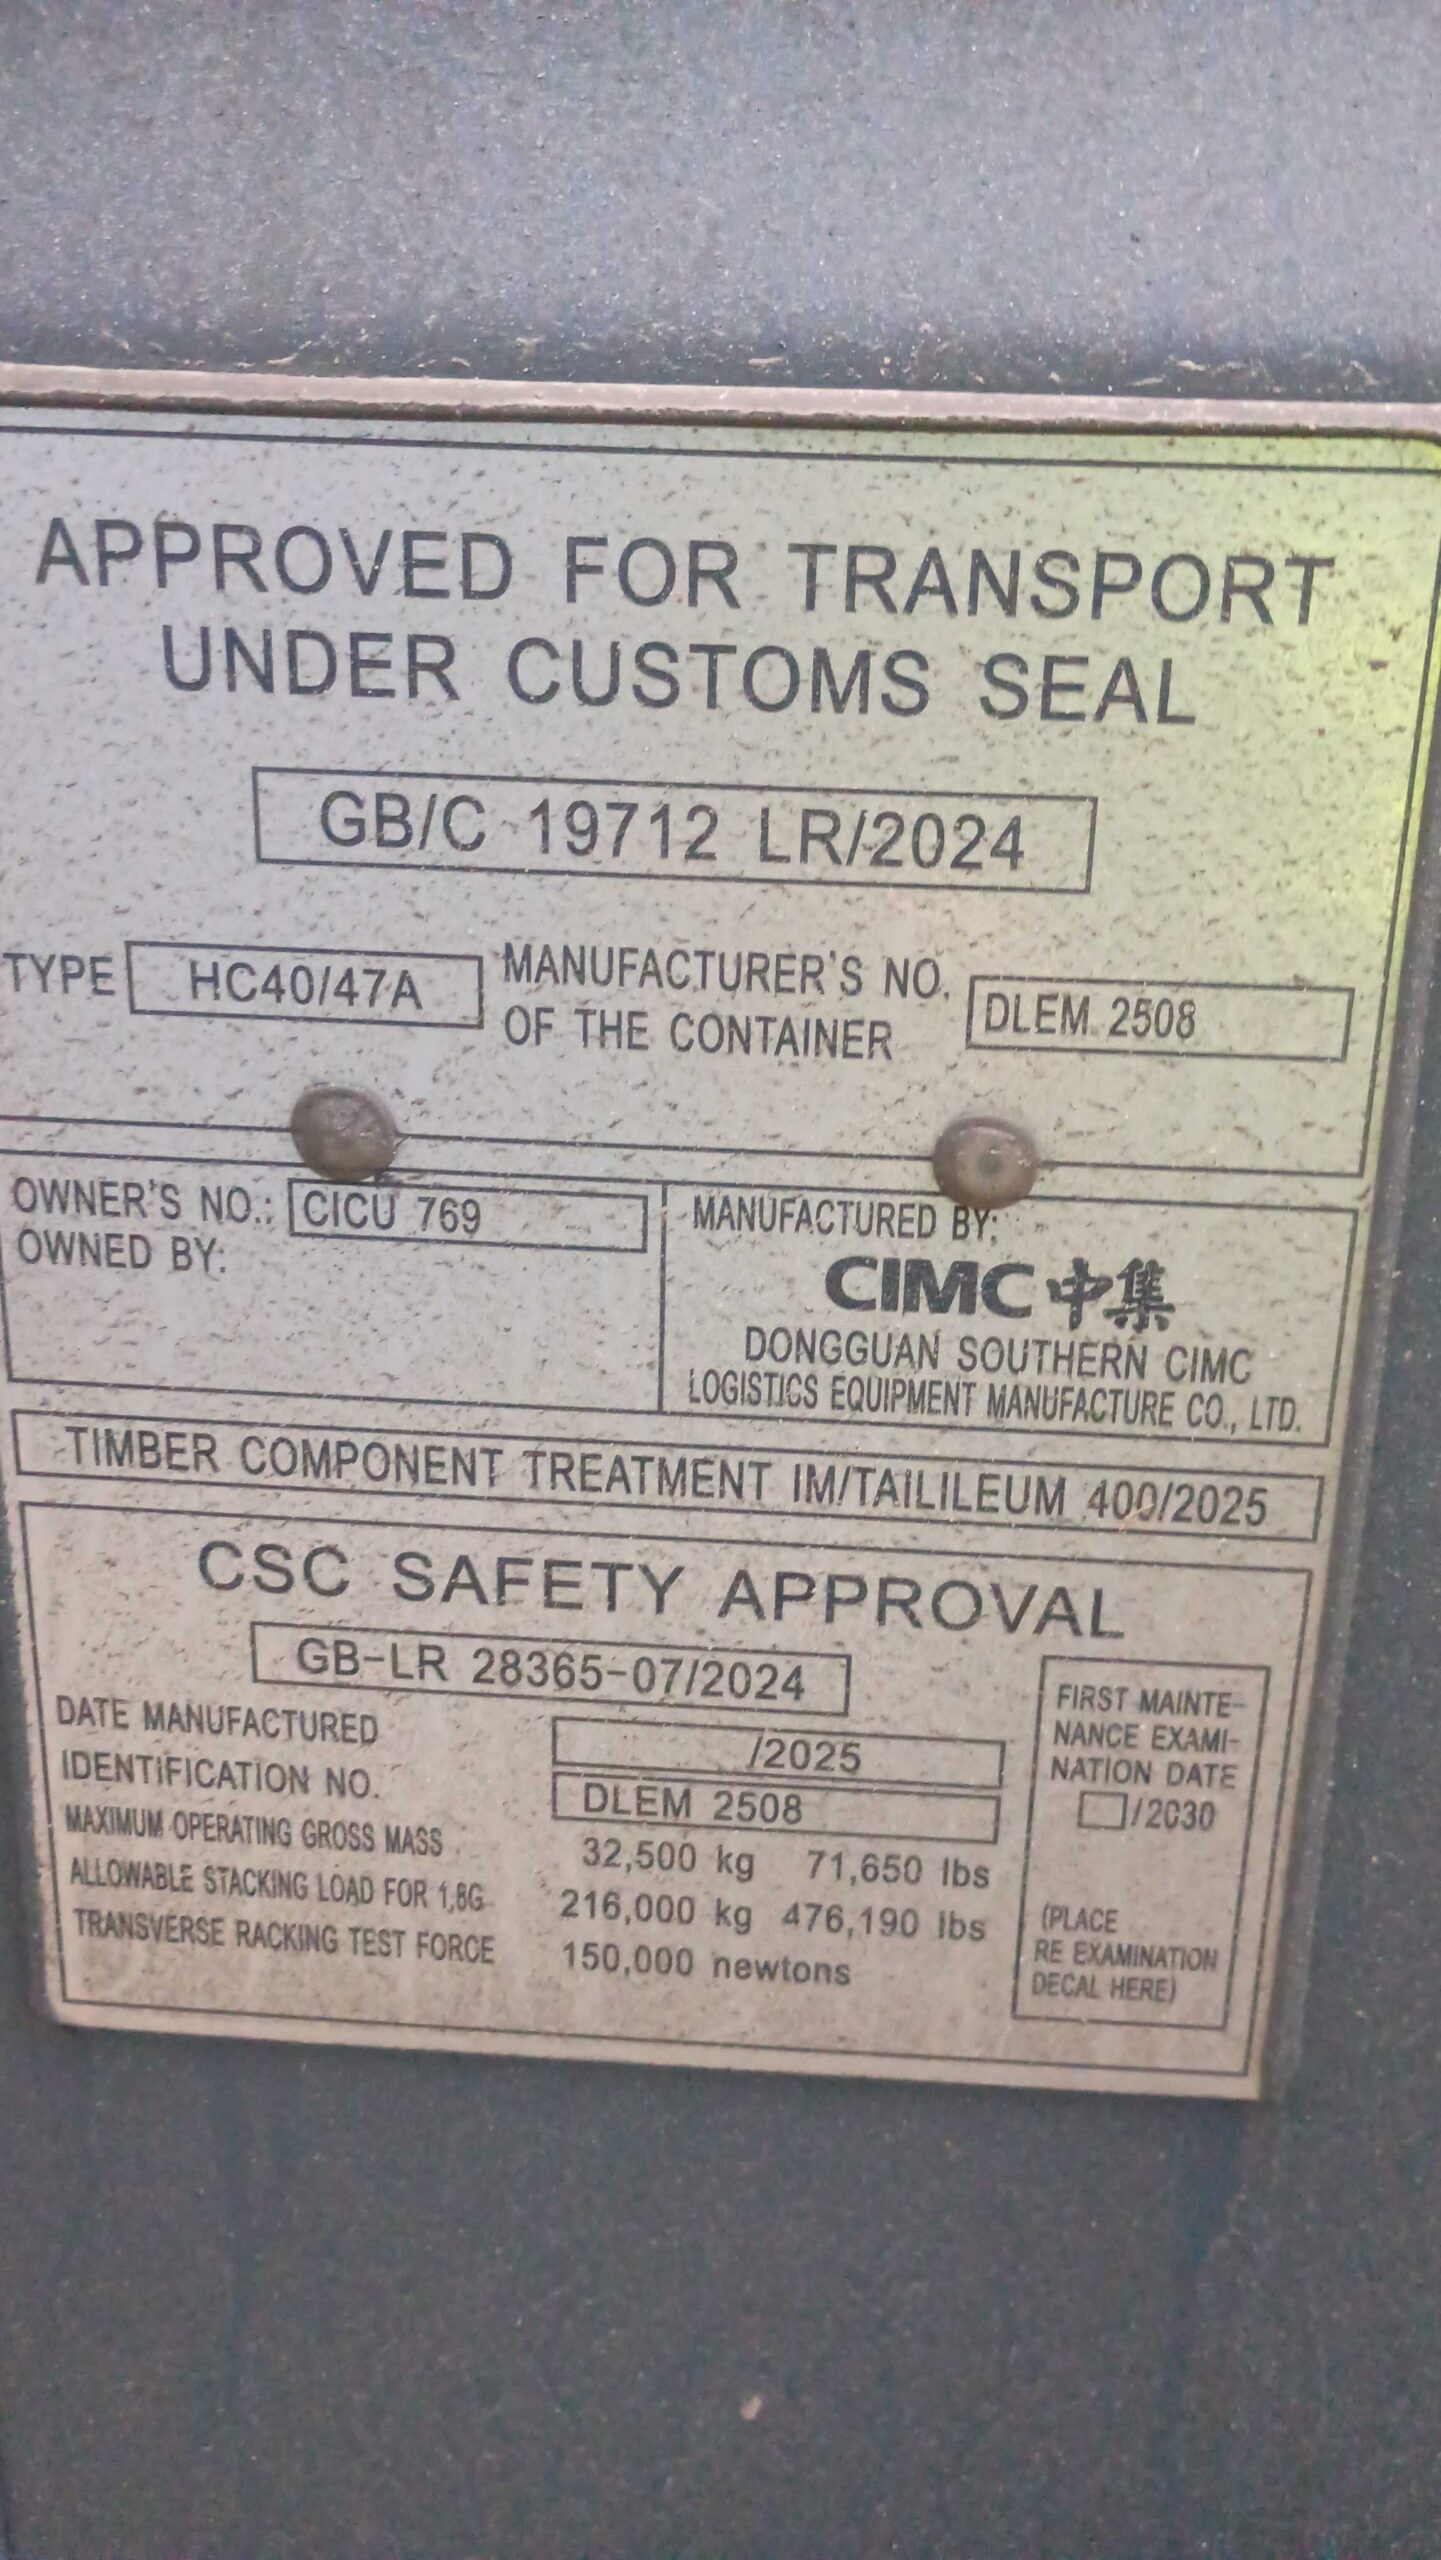 APPROVED FOR TRANSPORT
UNDER CUSTOMS SEAL
GB/C 19712 LR/2024
TYPE HC40/47A
MANUFACTURER'S NO.
OF THE CONTAINER
DLEM 2508
OWNER'S NO.: CICU 769
OWNED BY:
MANUFACTURED BY:
CIMC 中集
DONGGUAN SOUTHERN CIMC
LOGISTICS EQUIPMENT MANUFACTURE CO., LTD.
TIMBER COMPONENT TREATMENT IM/TAILILEUM 400/2025
CSC SAFETY APPROVAL
GB-LR 28365-07/2024
DATE MANUFACTURED /2025
IDENTIFICATION NO. DLEM 2508
MAXIMUM OPERATING GROSS MASS 32,500 kg 71,650 lbs
ALLOWABLE STACKING LOAD FOR 1,8G 216,000 kg 476,190 lbs
TRANSVERSE RACKING TEST FORCE 150,000 newtons
FIRST MAINTE-
NANCE EXAMI-
NATION DATE
/2030
(PLACE
RE EXAMINATION
DECAL HERE)